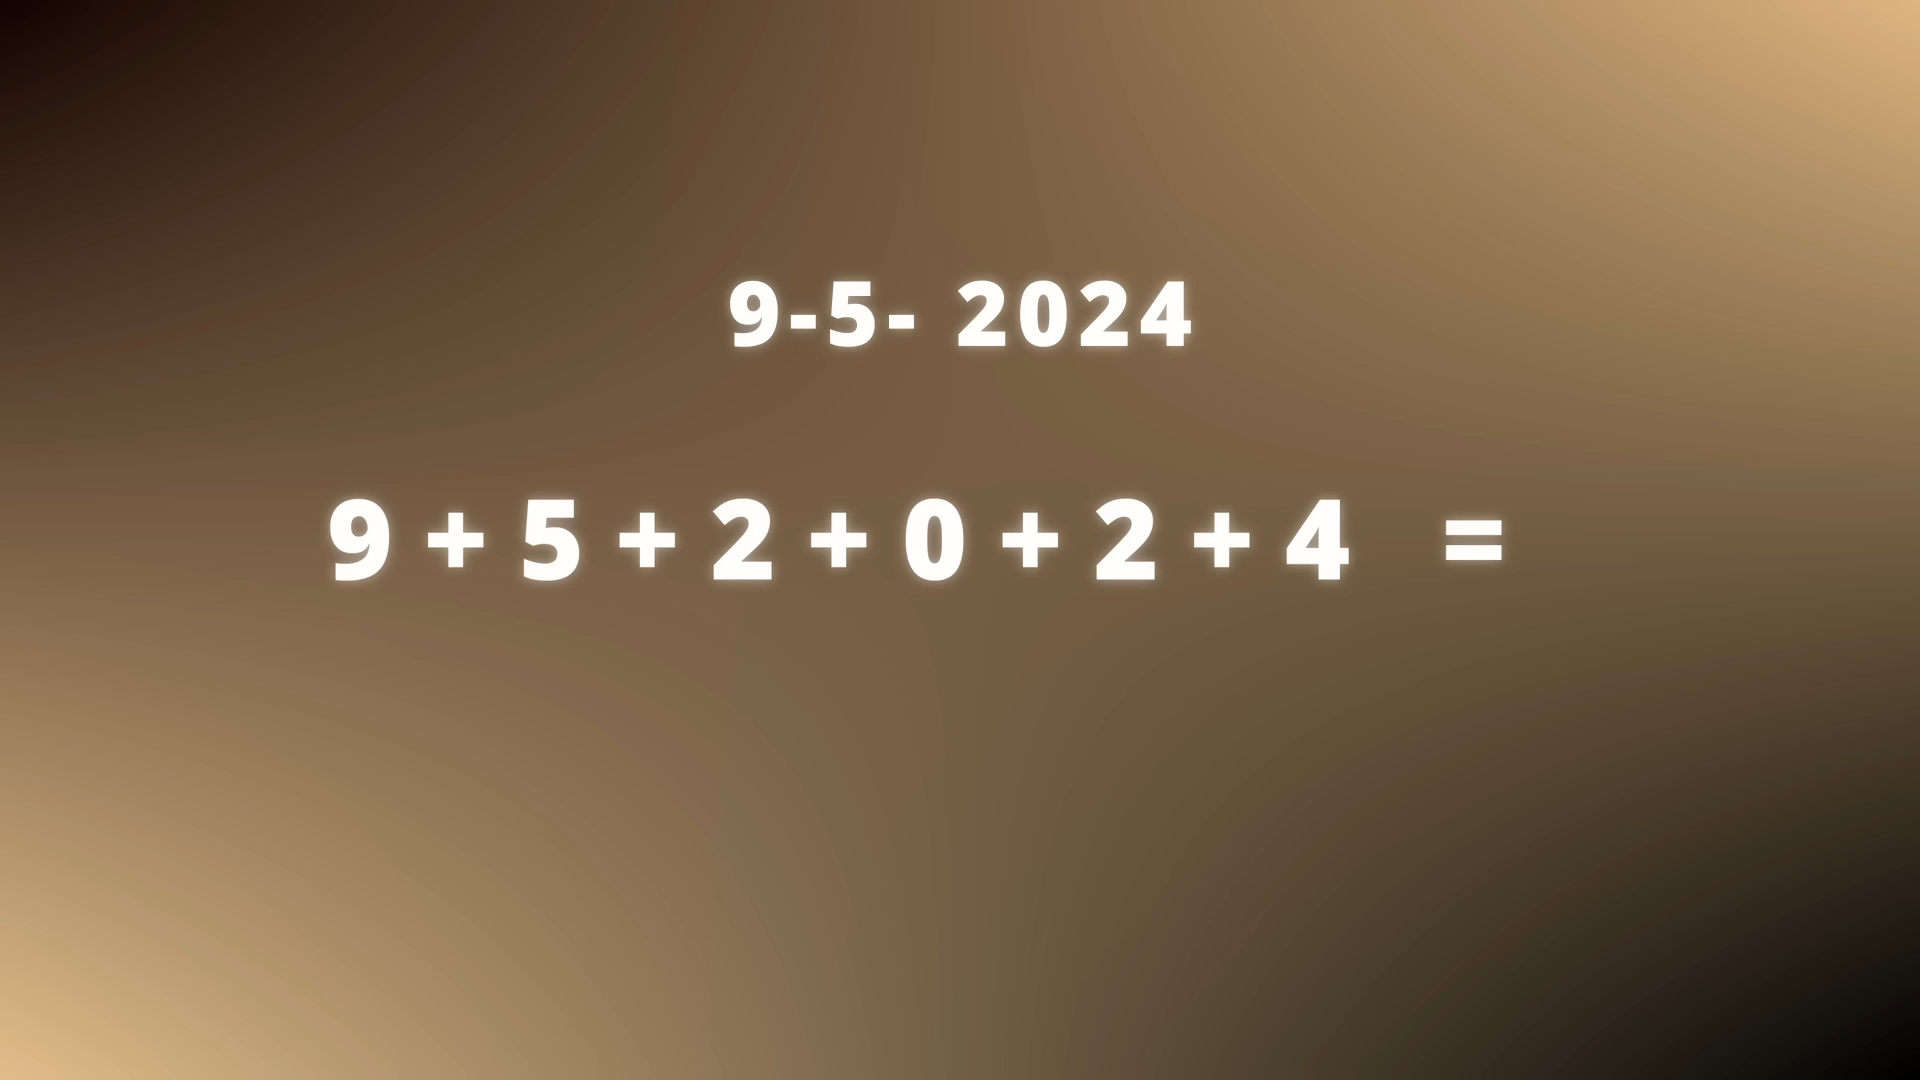 9-5- 2024
9 + 5 + 2 + 0 + 2 + 4 =